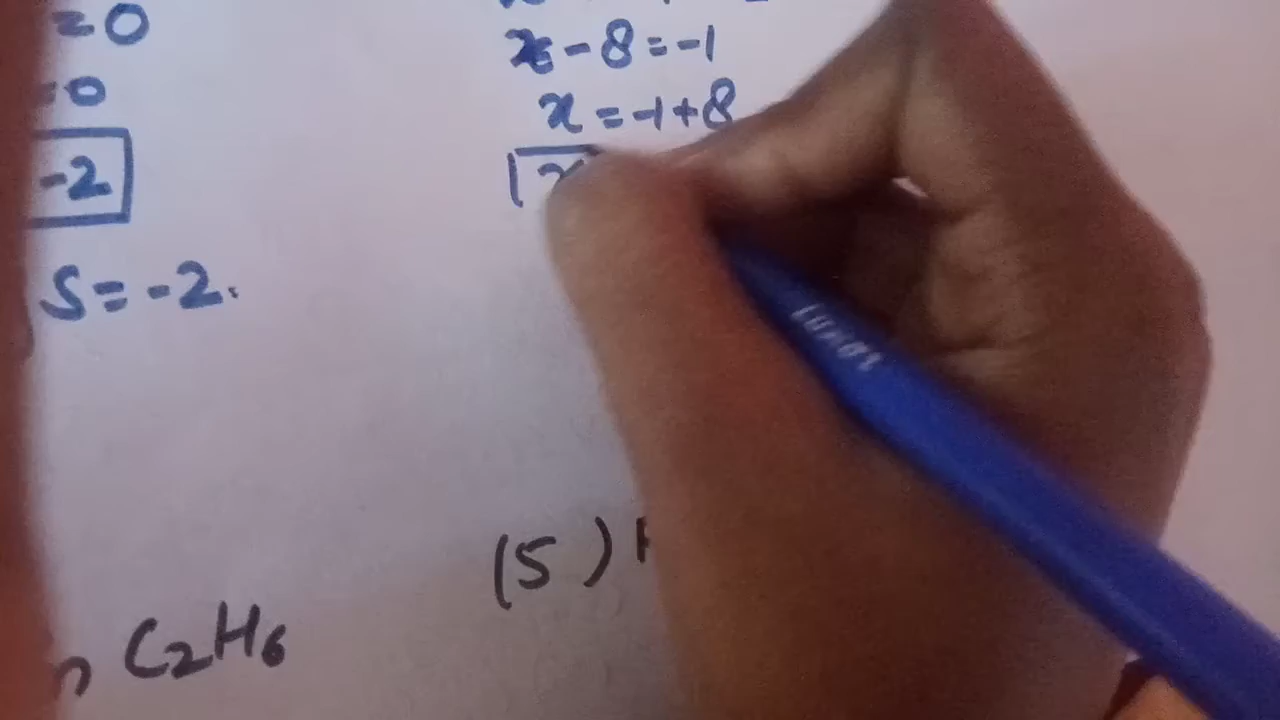 =0
=0
-2
S = -2.
n C2H6
x - 8 = -1
x = -1+8
x
(5)